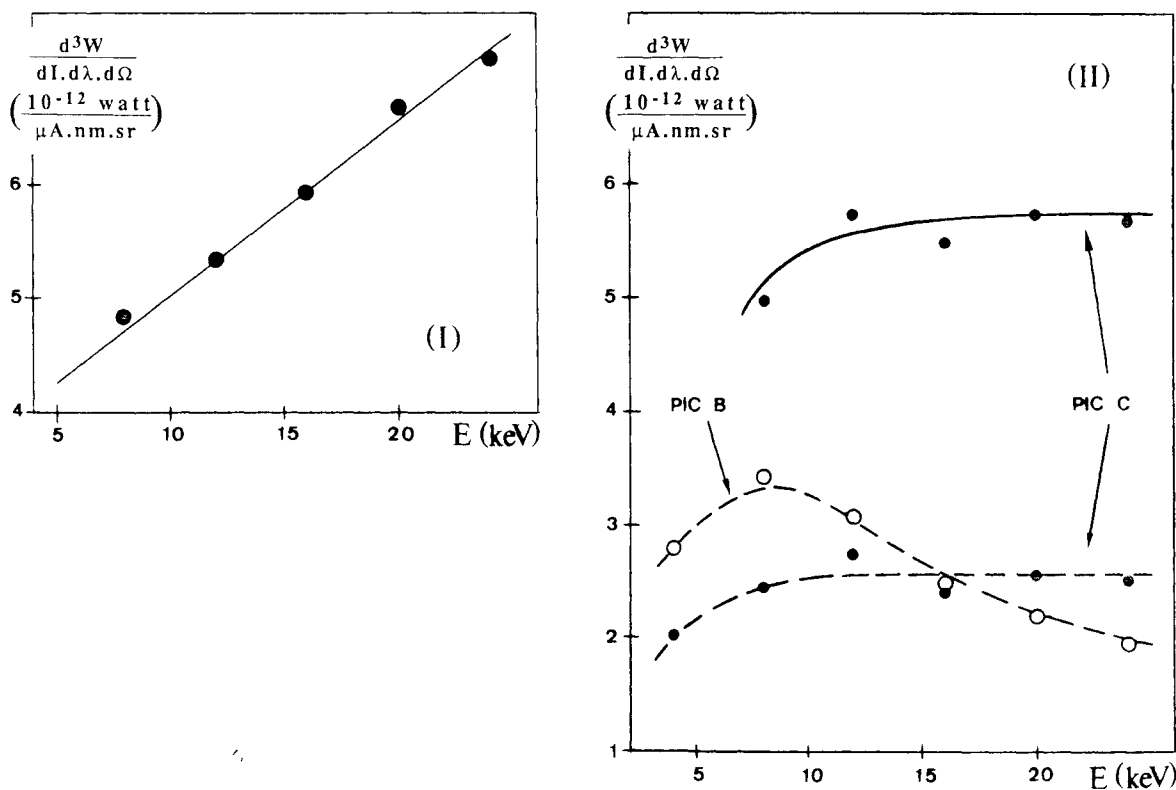 d³W
dI.dλ.dΩ
(10⁻¹² watt
μA.nm.sr)
6
5
4
5 10 15 20 E (keV)
(I)
d³W
dI.dλ.dΩ
(10⁻¹² watt
μA.nm.sr)
(II)
6
5
4
PIC B
PIC C
3
2
1
5 10 15 20 E (keV)